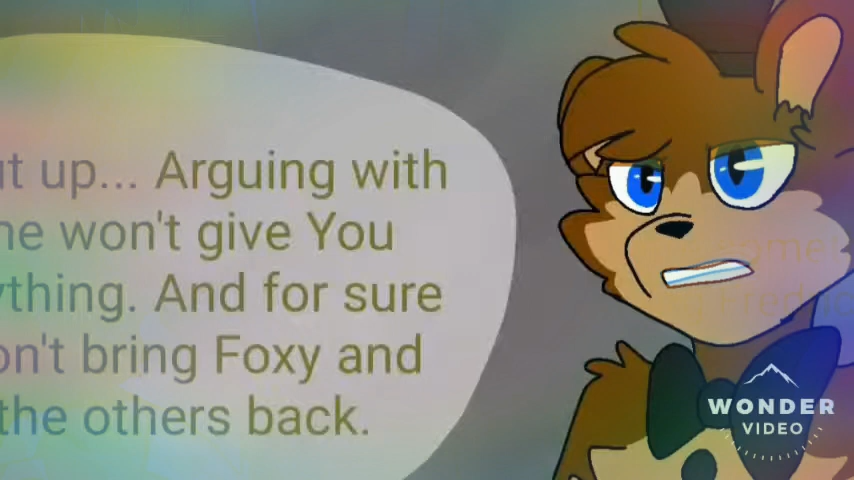 ut up... Arguing with
ne won't give You
ything. And for sure
on't bring Foxy and
the others back.
WONDER
VIDEO